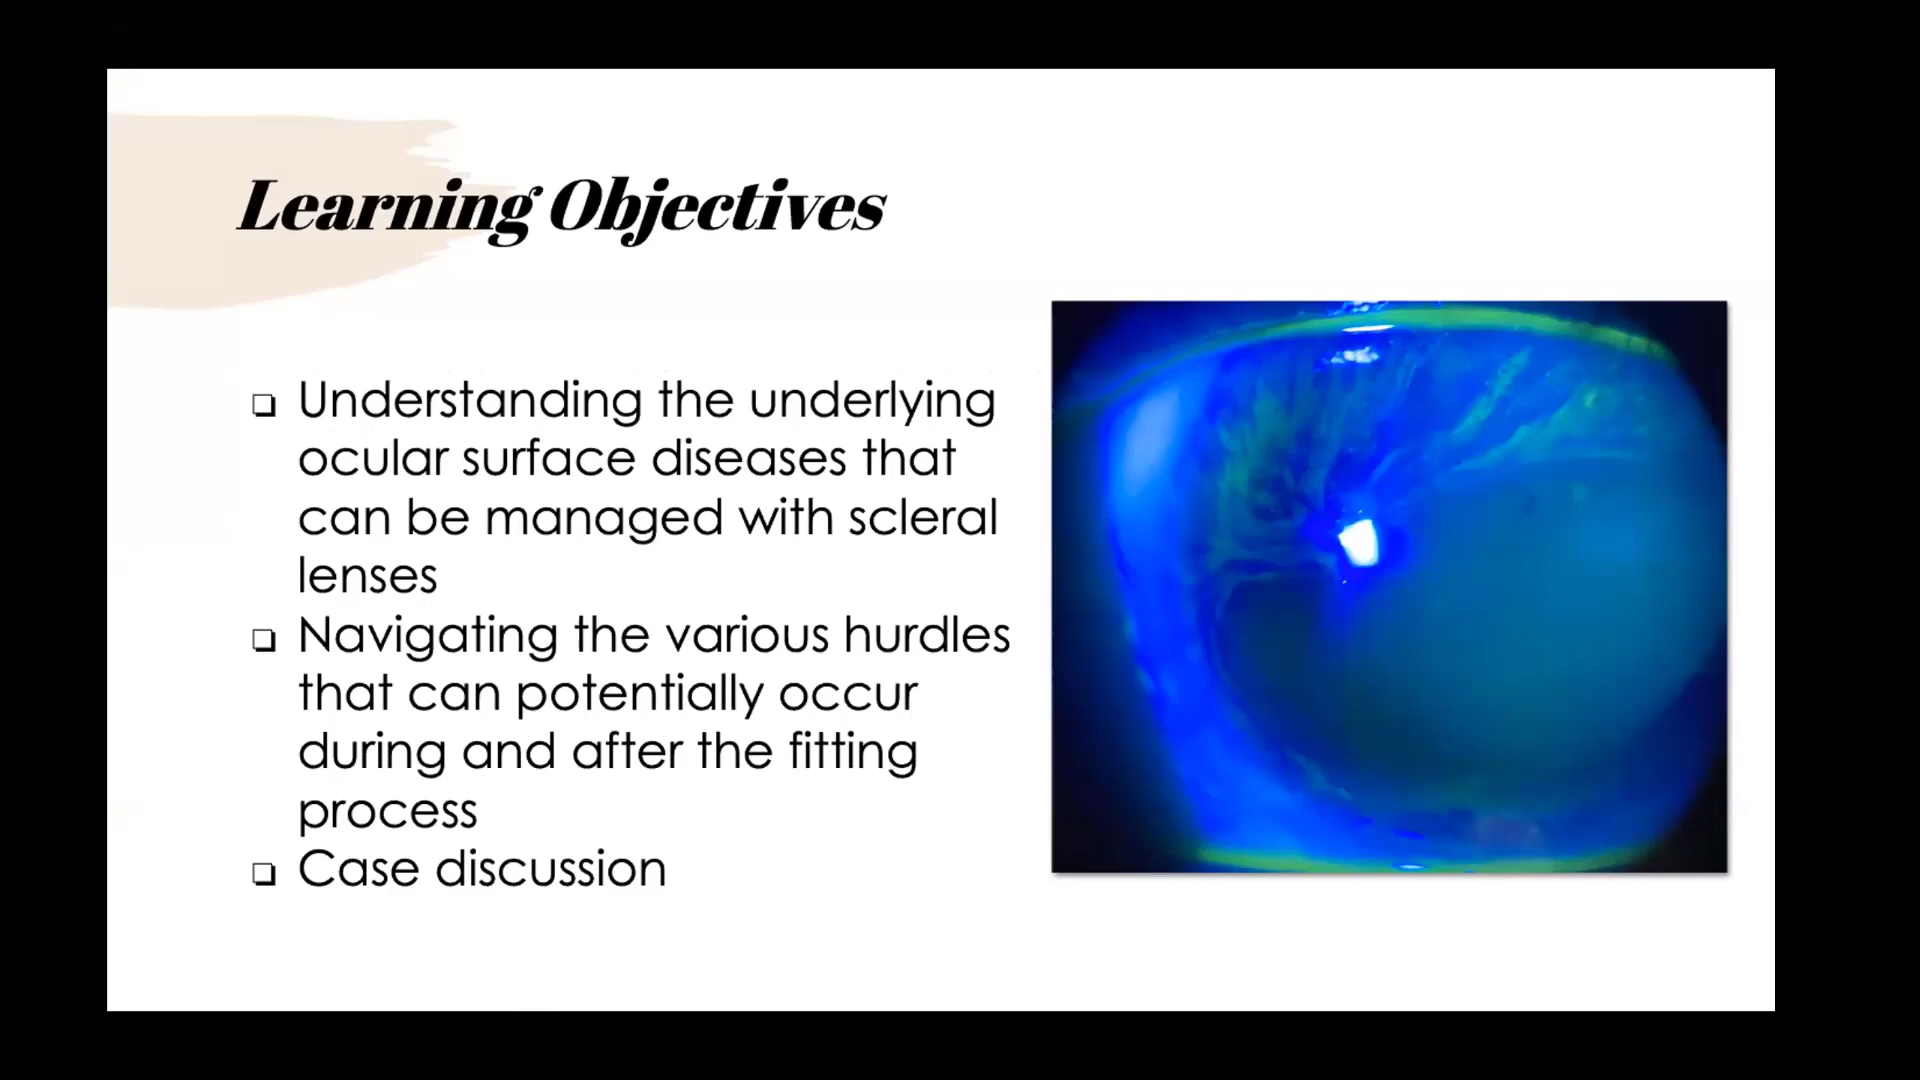 Learning Objectives
❏ Understanding the underlying
ocular surface diseases that
can be managed with scleral
lenses
❏ Navigating the various hurdles
that can potentially occur
during and after the fitting
process
❏ Case discussion